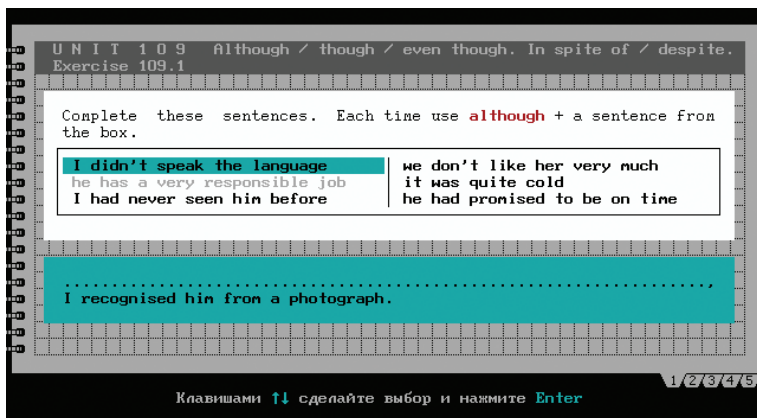 U N I T 1 0 9 Although / though / even though. In spite of / despite.
Exercise 109.1
Complete these sentences. Each time use although + a sentence from
the box.
I didn't speak the language
he has a very responsible job
I had never seen him before
we don't like her very much
it was quite cold
he had promised to be on time
......................................................................,
I recognised him from a photograph.
1/2/3/4/5
Клавишами ↑↓ сделайте выбор и нажмите Enter